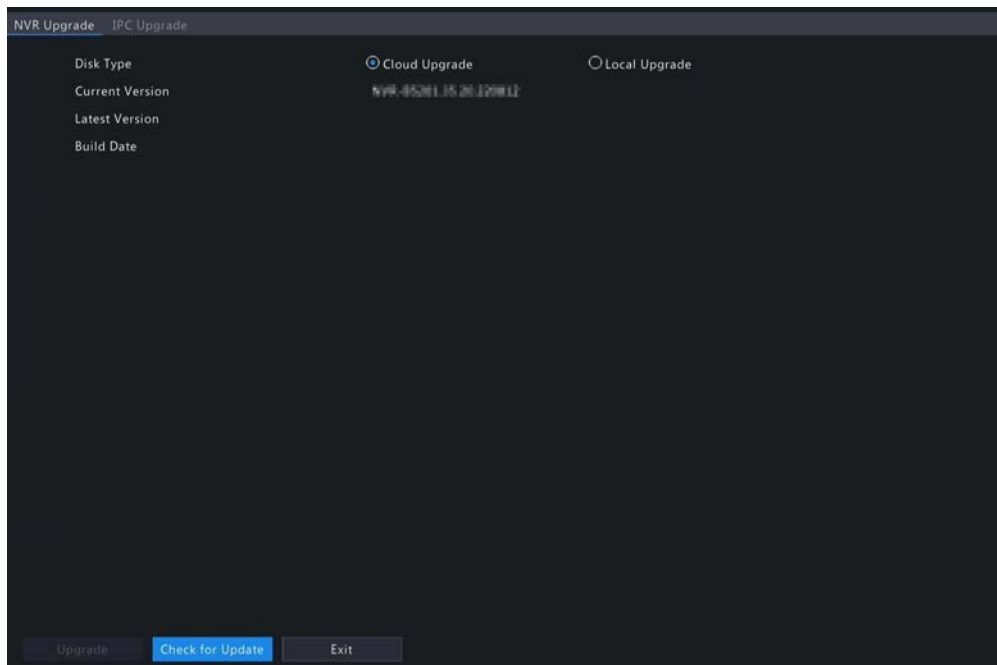 NVR Upgrade IPC Upgrade
Disk Type Cloud Upgrade Local Upgrade
Current Version
Latest Version
Build Date
Upgrade Check for Update Exit